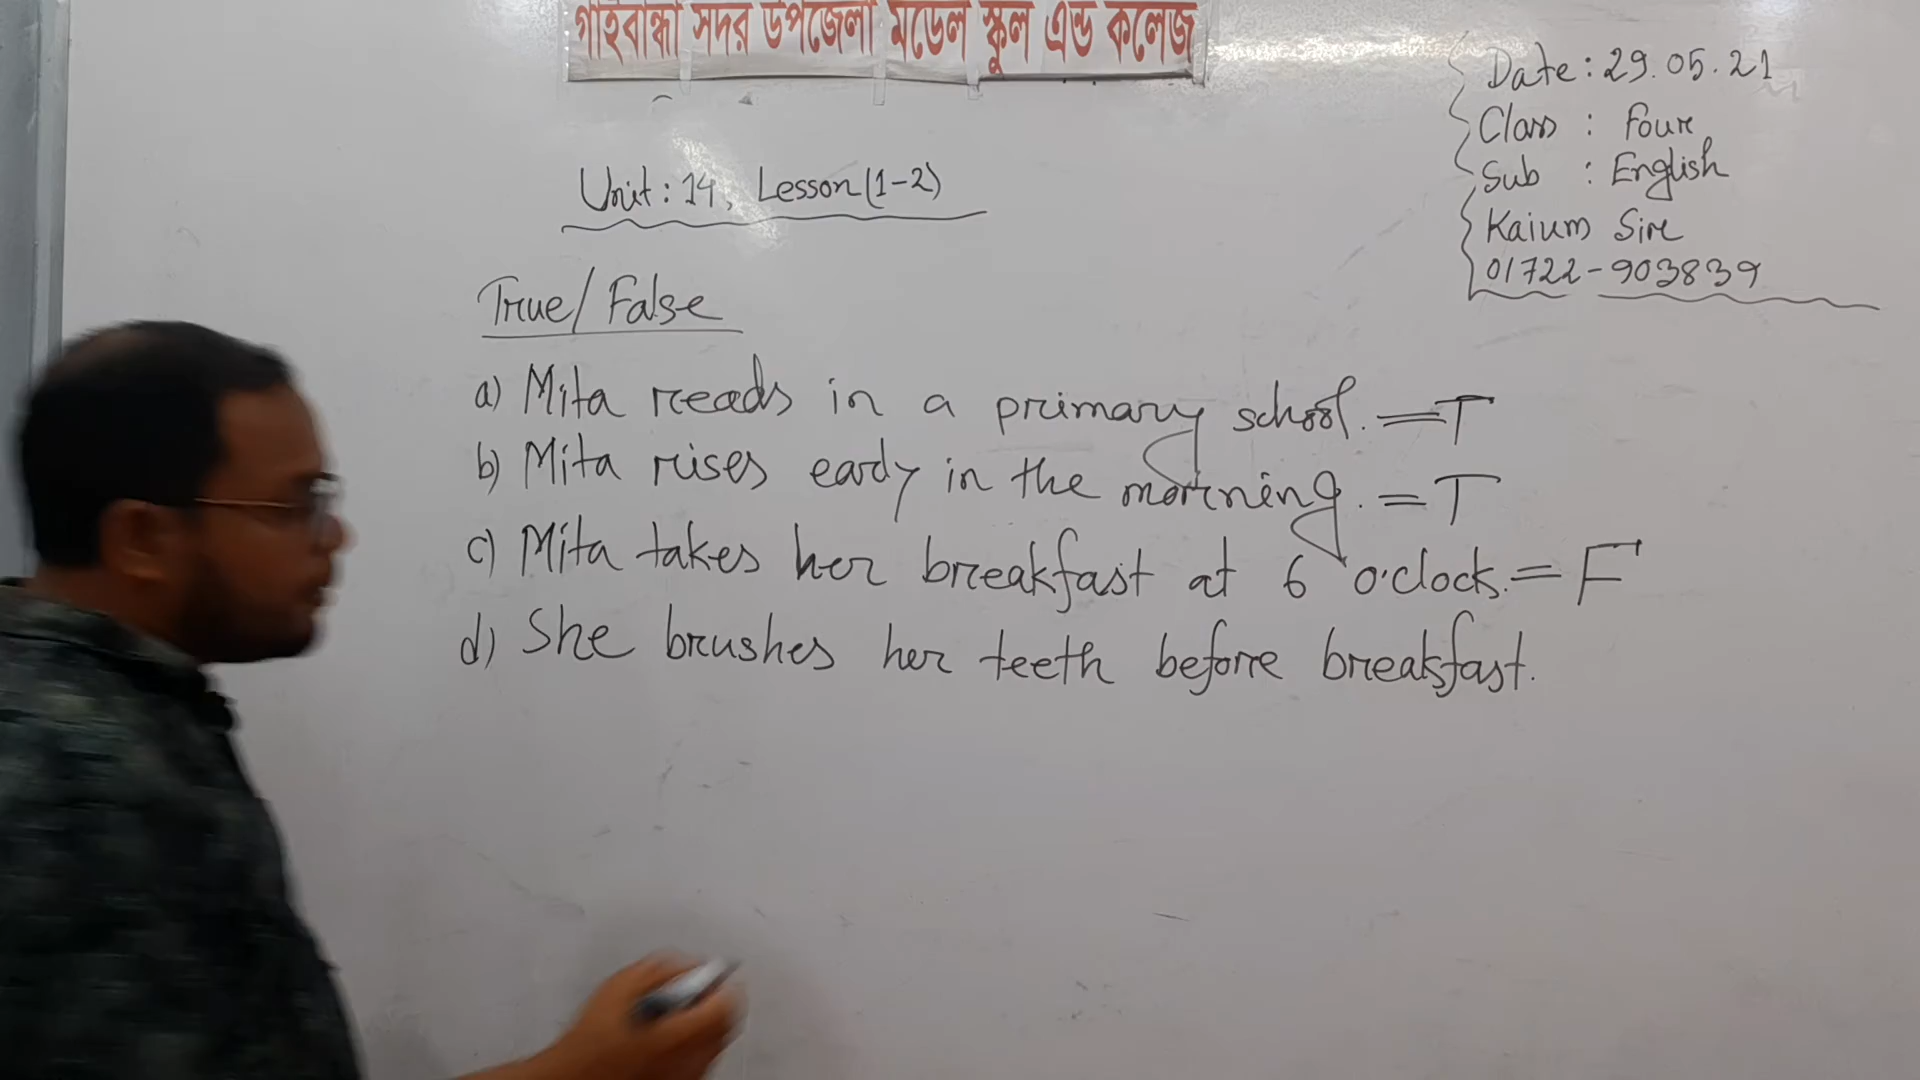 গাইবান্ধা সদর উপজেলা মডেল স্কুল এন্ড কলেজ
Date: 29.05.21
Class : Four
Sub : English
Kaium Sir
01722-903839
Unit: 14, Lesson (1-2)
True/False
a) Mita reads in a primary school. = T
b) Mita rises early in the morning. = T
c) Mita takes her breakfast at 6 o'clock. = F
d) She brushes her teeth before breakfast.